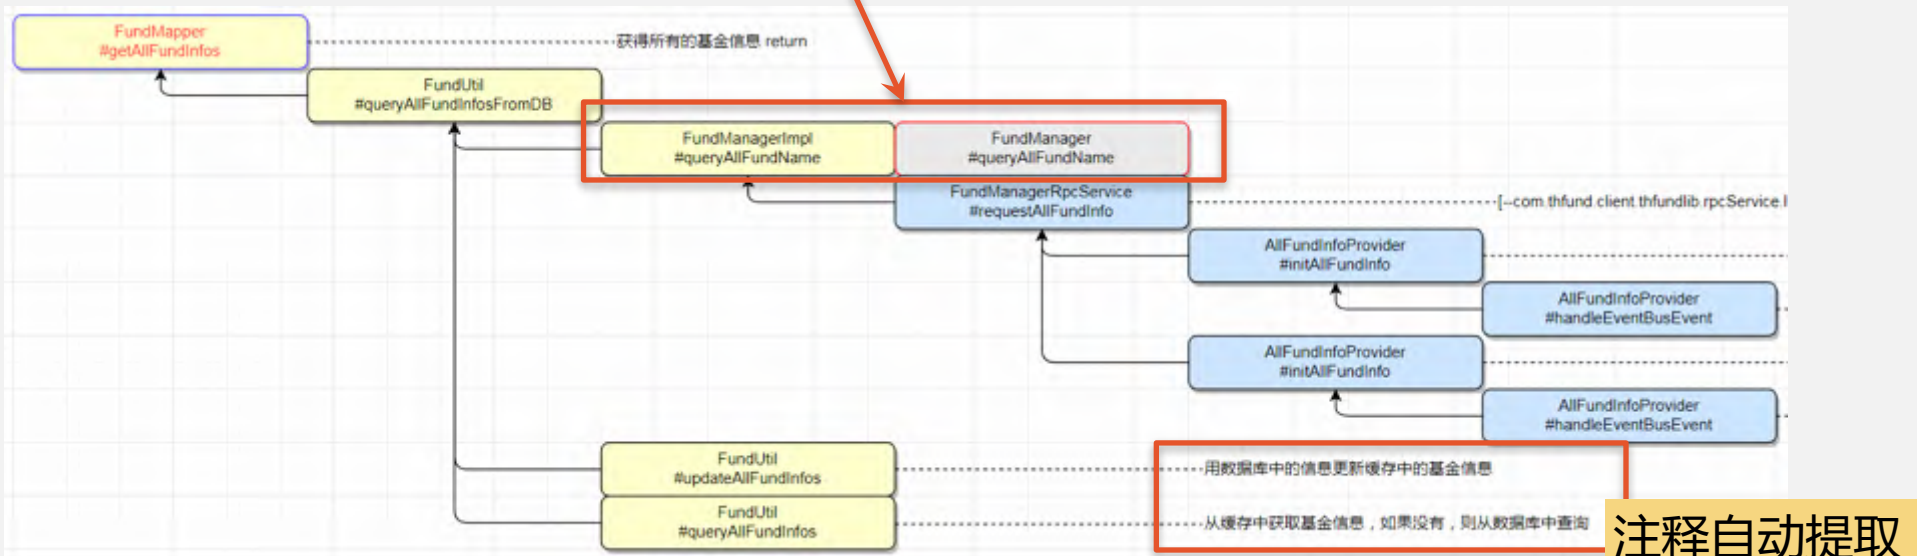 FundMapper
#getAllFundInfos
获得所有的基金信息 return
FundUtil
#queryAllFundInfosFromDB
FundManagerImpl
#queryAllFundName
FundManager
#queryAllFundName
FundManagerRpcService
#requestAllFundInfo
[--com.thfund.client.thfundlib.rpcService.I
AllFundInfoProvider
#initAllFundInfo
AllFundInfoProvider
#handleEventBusEvent
AllFundInfoProvider
#initAllFundInfo
AllFundInfoProvider
#handleEventBusEvent
FundUtil
#updateAllFundInfos
用数据库中的信息更新缓存中的基金信息
FundUtil
#queryAllFundInfos
从缓存中获取基金信息，如果没有，则从数据库中查询
注释自动提取